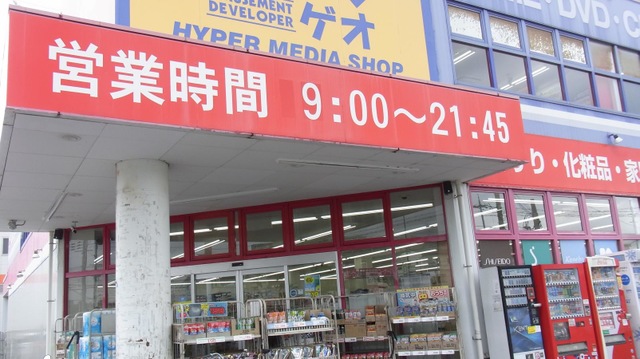 AMUSEMENT
DEVELOPER
ゲオ
HYPER MEDIA SHOP
DVD・C
営業時間 9:00～21:45
り・化粧品・家
SHISEIDO